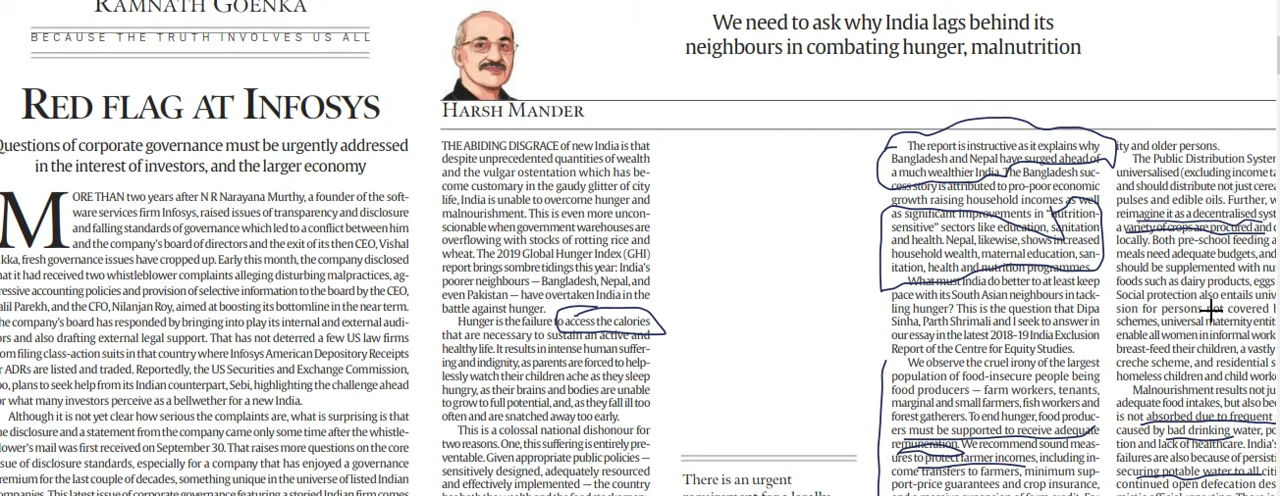 RAMNATH GOENKA
BECAUSE THE TRUTH INVOLVES US ALL
RED FLAG AT INFOSYS
Questions of corporate governance must be urgently addressed
in the interest of investors, and the larger economy
MORE THAN two years after N R Narayana Murthy, a founder of the soft-
ware services firm Infosys, raised issues of transparency and disclosure
and falling standards of governance which led to a conflict between him
and the company's board of directors and the exit of its then CEO, Vishal
kka, fresh governance issues have cropped up. Early this month, the company disclosed
at it had received two whistleblower complaints alleging disturbing malpractices, ag-
ressive accounting policies and provision of selective information to the board by the CEO,
alil Parekh, and the CFO, Nilanjan Roy, aimed at boosting its bottomline in the near term.
he company's board has responded by bringing into play its internal and external audi-
ors and also drafting external legal support. That has not deterred a few US law firms
om filing class-action suits in that country where Infosys American Depository Receipts
r ADRs are listed and traded. Reportedly, the US Securities and Exchange Commission,
oo, plans to seek help from its Indian counterpart, Sebi, highlighting the challenge ahead
or what many investors perceive as a bellwether for a new India.
Although it is not yet clear how serious the complaints are, what is surprising is that
he disclosure and a statement from the company came only some time after the whistle-
lower's mail was first received on September 30. That raises more questions on the core
sue of disclosure standards, especially for a company that has enjoyed a governance
remium for the last couple of decades, something unique in the universe of listed Indian
ompanies. This latest issue of corporate governance featuring a storied Indian firm comes
We need to ask why India lags behind its
neighbours in combating hunger, malnutrition
HARSH MANDER
THE ABIDING DISGRACE of new India is that
despite unprecedented quantities of wealth
and the vulgar ostentation which has be-
come customary in the gaudy glitter of city
life, India is unable to overcome hunger and
malnourishment. This is even more uncon-
scionable when government warehouses are
overflowing with stocks of rotting rice and
wheat. The 2019 Global Hunger Index (GHI)
report brings sombre tidings this year: India's
poorer neighbours — Bangladesh, Nepal, and
even Pakistan — have overtaken India in the
battle against hunger.
Hunger is the failure to access the calories
that are necessary to sustain an active and
healthy life. It results in intense human suffer-
ing and indignity, as parents are forced to help-
lessly watch their children ache as they sleep
hungry, as their brains and bodies are unable
to grow to full potential, and, as they fall ill too
often and are snatched away too early.
This is a colossal national dishonour for
two reasons. One, this suffering is entirely pre-
ventable. Given appropriate public policies —
sensitively designed, adequately resourced
and effectively implemented — the country
There is an urgent
The report is instructive as it explains why
Bangladesh and Nepal have surged ahead of
a much wealthier India. The Bangladesh suc-
cess story is attributed to pro-poor economic
growth raising household incomes as well
as significant improvements in "nutrition-
sensitive" sectors like education, sanitation
and health. Nepal, likewise, shows increased
household wealth, maternal education, san-
itation, health and nutrition programmes.
What must India do better to at least keep
pace with its South Asian neighbours in tack-
ling hunger? This is the question that Dipa
Sinha, Parth Shrimali and I seek to answer in
our essay in the latest 2018-19 India Exclusion
Report of the Centre for Equity Studies.
We observe the cruel irony of the largest
population of food-insecure people being
food producers — farm workers, tenants,
marginal and small farmers, fish workers and
forest gatherers. To end hunger, food produc-
ers must be supported to receive adequate
remuneration. We recommend sound meas-
ures to protect farmer incomes, including in-
come transfers to farmers, minimum sup-
port-price guarantees and crop insurance,
ity and older persons.
The Public Distribution System
universalised (excluding income ta
and should distribute not just cerea
pulses and edible oils. Further, w
reimagine it as a decentralised syst
a variety of crops are procured and d
locally. Both pre-school feeding a
meals need adequate budgets, and
should be supplemented with nu
foods such as dairy products, eggs
Social protection also entails univ
sion for persons not covered b
schemes, universal maternity entit
enable all women in informal work
breast-feed their children, a vastly
creche scheme, and residential s
homeless children and child worke
Malnutrition results not ju
adequate food intakes, but also be
is not absorbed due to frequent
caused by bad drinking water, po
tion and lack of healthcare. India's
failures are also because of persisti
securing potable water to all citi
continued open defecation, des